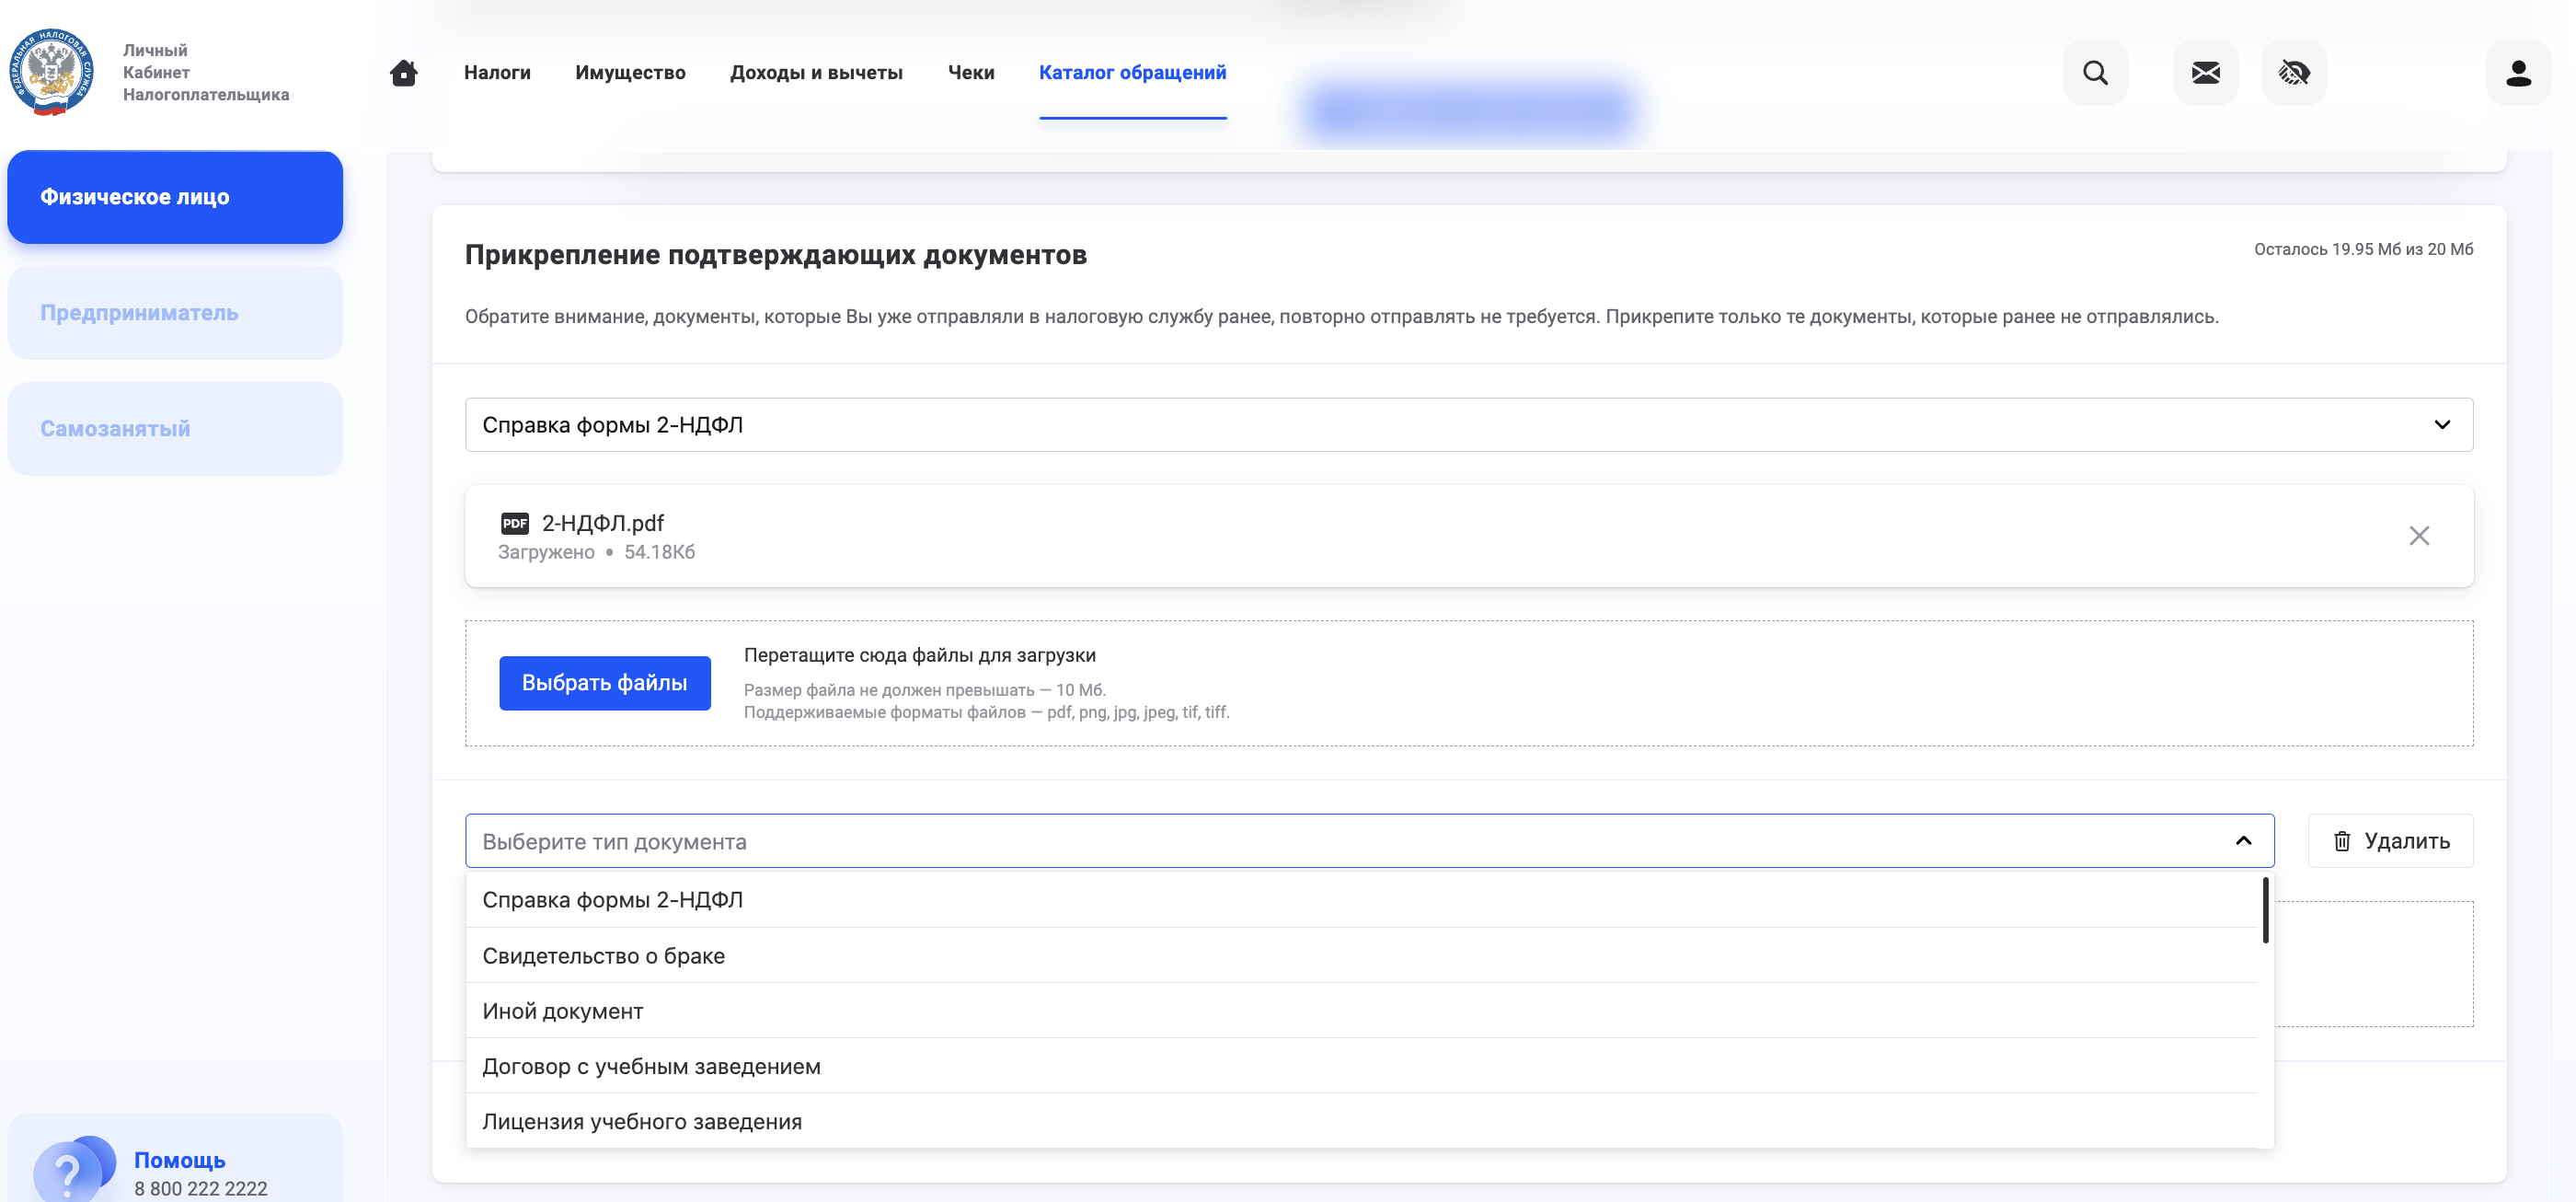 ФЕДЕРАЛЬНАЯ НАЛОГОВАЯ СЛУЖБА
Личный
Кабинет
Налогоплательщика
Налоги
Имущество
Доходы и вычеты
Чеки
Каталог обращений
Физическое лицо
Предприниматель
Самозанятый
Помощь
8 800 222 2222
Прикрепление подтверждающих документов
Осталось 19.95 Мб из 20 Мб
Обратите внимание, документы, которые Вы уже отправляли в налоговую службу ранее, повторно отправлять не требуется. Прикрепите только те документы, которые ранее не отправлялись.
Справка формы 2-НДФЛ
PDF 2-НДФЛ.pdf
Загружено • 54.18Кб
Выбрать файлы
Перетащите сюда файлы для загрузки
Размер файла не должен превышать — 10 Мб.
Поддерживаемые форматы файлов — pdf, png, jpg, jpeg, tif, tiff.
Выберите тип документа
Удалить
Справка формы 2-НДФЛ
Свидетельство о браке
Иной документ
Договор с учебным заведением
Лицензия учебного заведения